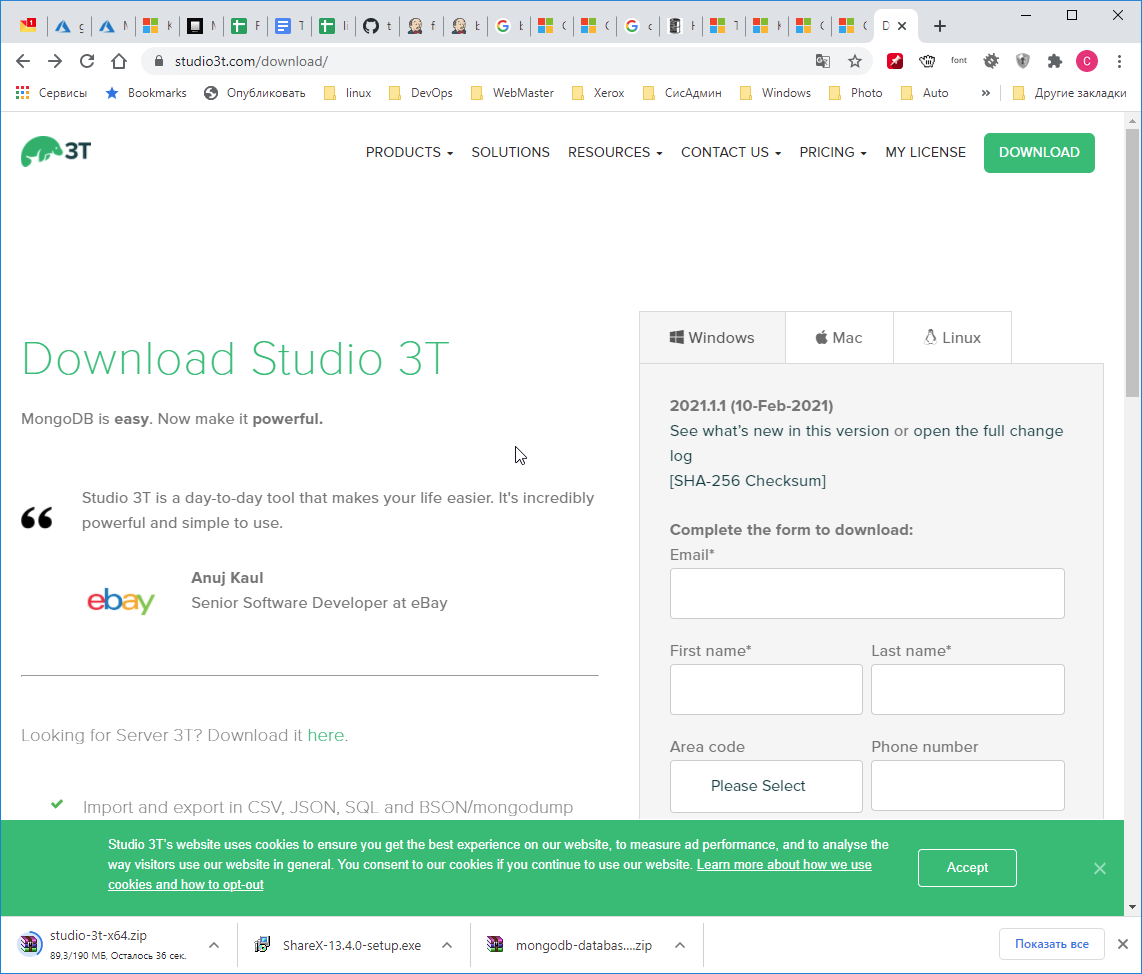 1
g
M
K
M
F
T
li
t
f
b
b
C
C
c
H
T
K
C
C
D
studio3t.com/download/
font
C
Сервисы
Bookmarks
Опубликовать
linux
DevOps
WebMaster
Xerox
СисАдмин
Windows
Photo
Auto
»
Другие закладки
3T
PRODUCTS
SOLUTIONS
RESOURCES
CONTACT US
PRICING
MY LICENSE
DOWNLOAD
Download Studio 3T
MongoDB is easy. Now make it powerful.
Studio 3T is a day-to-day tool that makes your life easier. It's incredibly
powerful and simple to use.
ebay
Anuj Kaul
Senior Software Developer at eBay
Looking for Server 3T? Download it here.
Import and export in CSV, JSON, SQL and BSON/mongodump
Windows
Mac
Linux
2021.1.1 (10-Feb-2021)
See what's new in this version or open the full change
log
[SHA-256 Checksum]
Complete the form to download:
Email*
First name*
Last name*
Area code
Phone number
Please Select
Studio 3T's website uses cookies to ensure you get the best experience on our website, to measure ad performance, and to analyse the
way visitors use our website in general. You consent to our cookies if you continue to use our website. Learn more about how we use
cookies and how to opt-out
Accept
studio-3t-x64.zip
89,3/190 МБ, Осталось 36 сек.
ShareX-13.4.0-setup.exe
mongodb-databas....zip
Показать все